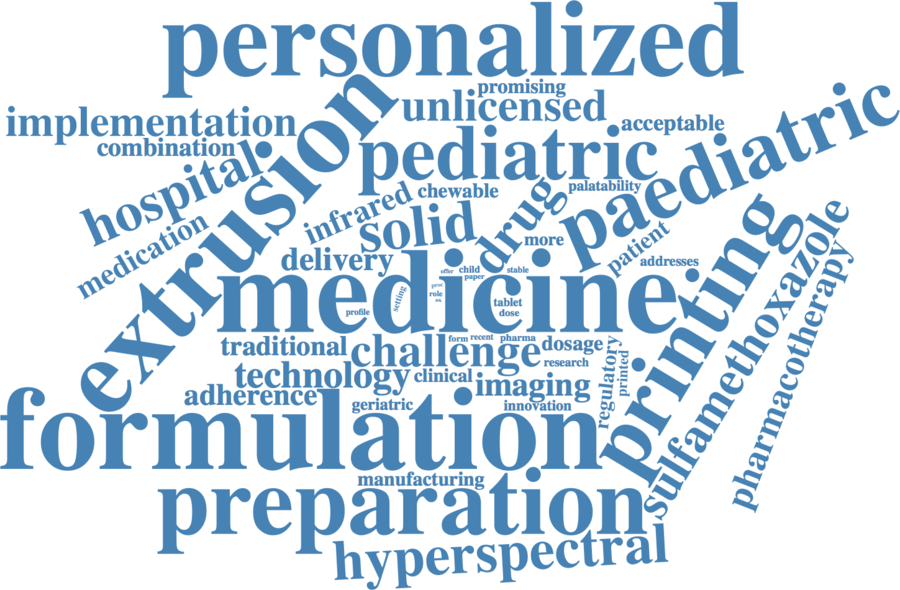 personalized
promising
unlicensed
implementation
acceptable
combination
pediatric
paediatric
hospital
extrusion
infrared
chewable
palatability
medication
solid
drug
more
patient
delivery
addresses
offer
child
stable
paper
medicine
printing
sulfamethoxazole
pharmacotherapy
setting
role
tablet
dose
profile
traditional
challenge
form
recent
pharma
dosage
research
regulatory
printed
technology
clinical
imaging
adherence
geriatric
innovation
formulation
manufacturing
preparation
hyperspectral